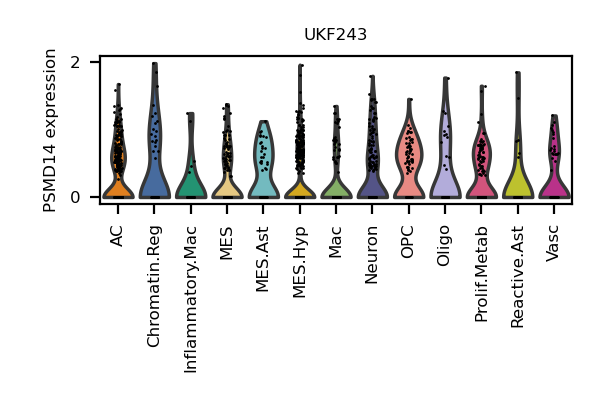 UKF243
PSMD14 expression
2
0
AC
Chromatin.Reg
Inflammatory.Mac
MES
MES.Ast
MES.Hyp
Mac
Neuron
OPC
Oligo
Prolif.Metab
Reactive.Ast
Vasc